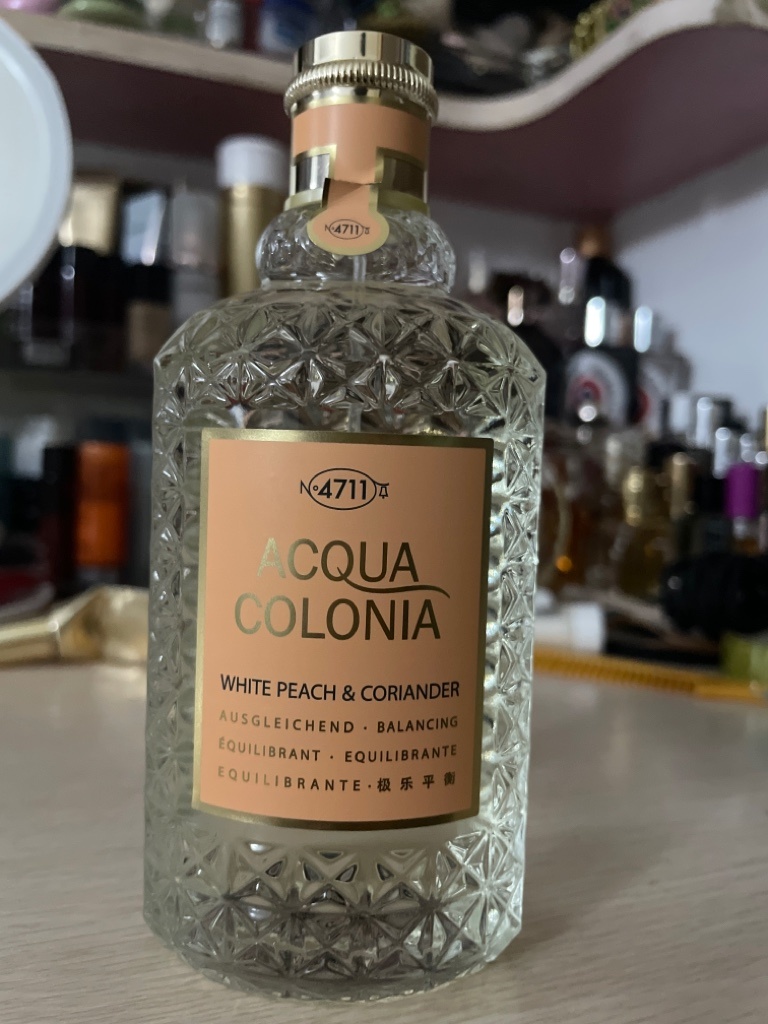 Nº4711
Nº4711
ACQUA
COLONIA
WHITE PEACH & CORIANDER
AUSGLEICHEND · BALANCING
ÉQUILIBRANT · EQUILIBRANTE
EQUILIBRANTE · 极乐平衡